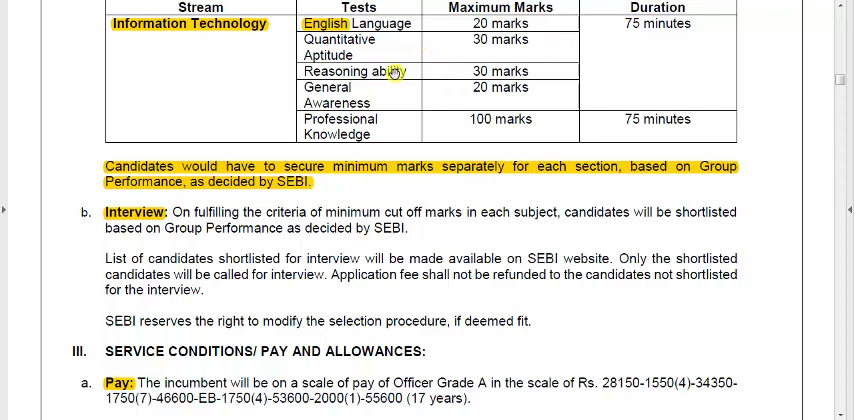 Stream Tests Maximum Marks Duration
Information Technology English Language 20 marks 75 minutes
Quantitative Aptitude 30 marks
Reasoning ability 30 marks
General Awareness 20 marks
Professional Knowledge 100 marks 75 minutes
Candidates would have to secure minimum marks separately for each section, based on Group
Performance, as decided by SEBI.
b. Interview: On fulfilling the criteria of minimum cut off marks in each subject, candidates will be shortlisted
based on Group Performance as decided by SEBI.
List of candidates shortlisted for interview will be made available on SEBI website. Only the shortlisted
candidates will be called for interview. Application fee shall not be refunded to the candidates not shortlisted
for the interview.
SEBI reserves the right to modify the selection procedure, if deemed fit.
III. SERVICE CONDITIONS/ PAY AND ALLOWANCES:
a. Pay: The incumbent will be on a scale of pay of Officer Grade A in the scale of Rs. 28150-1550(4)-34350-
1750(7)-46600-EB-1750(4)-53600-2000(1)-55600 (17 years).